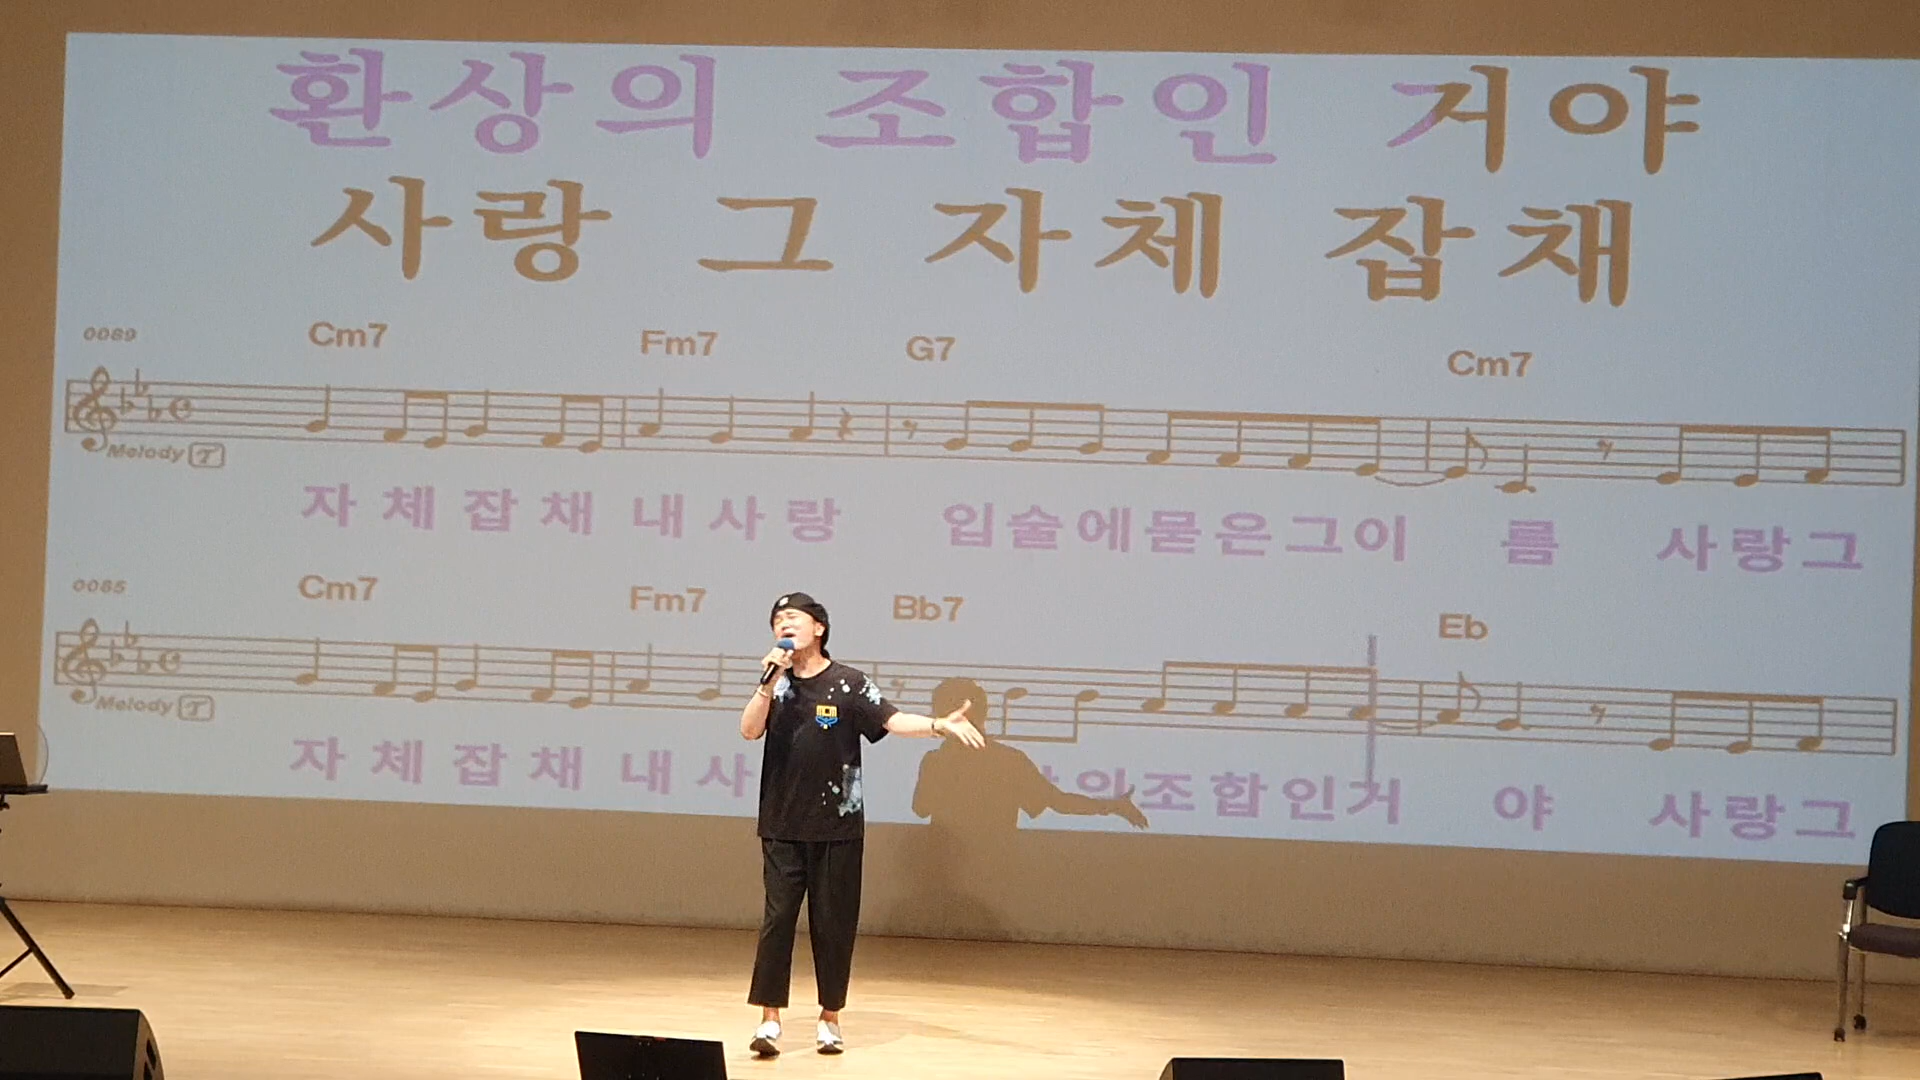 환상의 조합인 거야
사랑 그 자체 잡채
0089 Cm7 Fm7 G7 Cm7
Melody T
자 체 잡 채 내 사 랑 입술에묻은그이 름 사랑그
0085 Cm7 Fm7 Bb7 Eb
Melody T
자 체 잡 채 내 사 와조합인거 야 사랑그
MCM